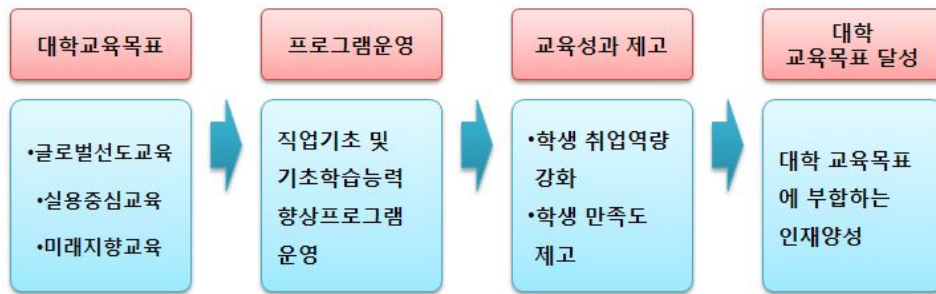 대학교육목표
프로그램운영
교육성과 제고
대학
교육목표 달성
•글로벌선도교육
•실용중심교육
•미래지향교육
직업기초 및
기초학습능력
향상프로그램
운영
•학생 취업역량
강화
•학생 만족도
제고
대학 교육목표
에 부합하는
인재양성